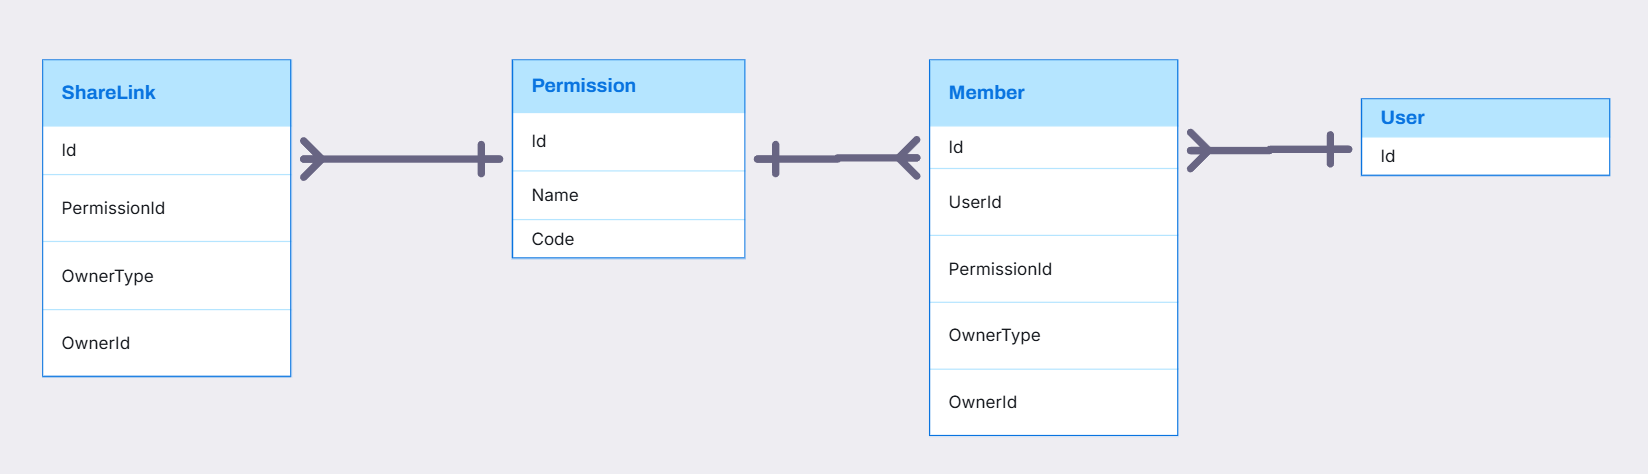 ShareLink
Id
PermissionId
OwnerType
OwnerId
Permission
Id
Name
Code
Member
Id
UserId
PermissionId
OwnerType
OwnerId
User
Id